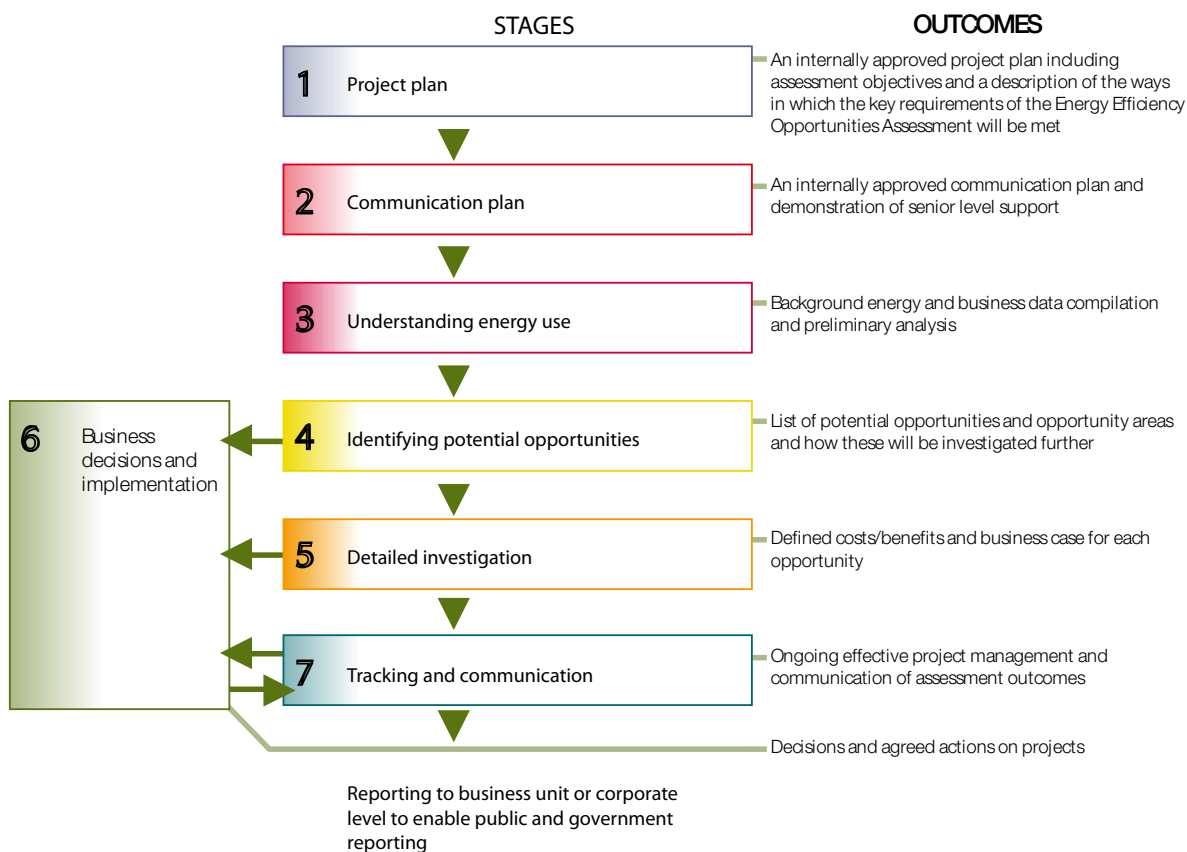 STAGES
OUTCOMES
1
Project plan
An internally approved project plan including
assessment objectives and a description of the ways
in which the key requirements of the Energy Efficiency
Opportunities Assessment will be met
2
Communication plan
An internally approved communication plan and
demonstration of senior level support
3
Understanding energy use
Background energy and business data compilation
and preliminary analysis
6
Business
decisions and
implementation
4
Identifying potential opportunities
List of potential opportunities and opportunity areas
and how these will be investigated further
5
Detailed investigation
Defined costs/benefits and business case for each
opportunity
7
Tracking and communication
Ongoing effective project management and
communication of assessment outcomes
Decisions and agreed actions on projects
Reporting to business unit or corporate
level to enable public and government
reporting